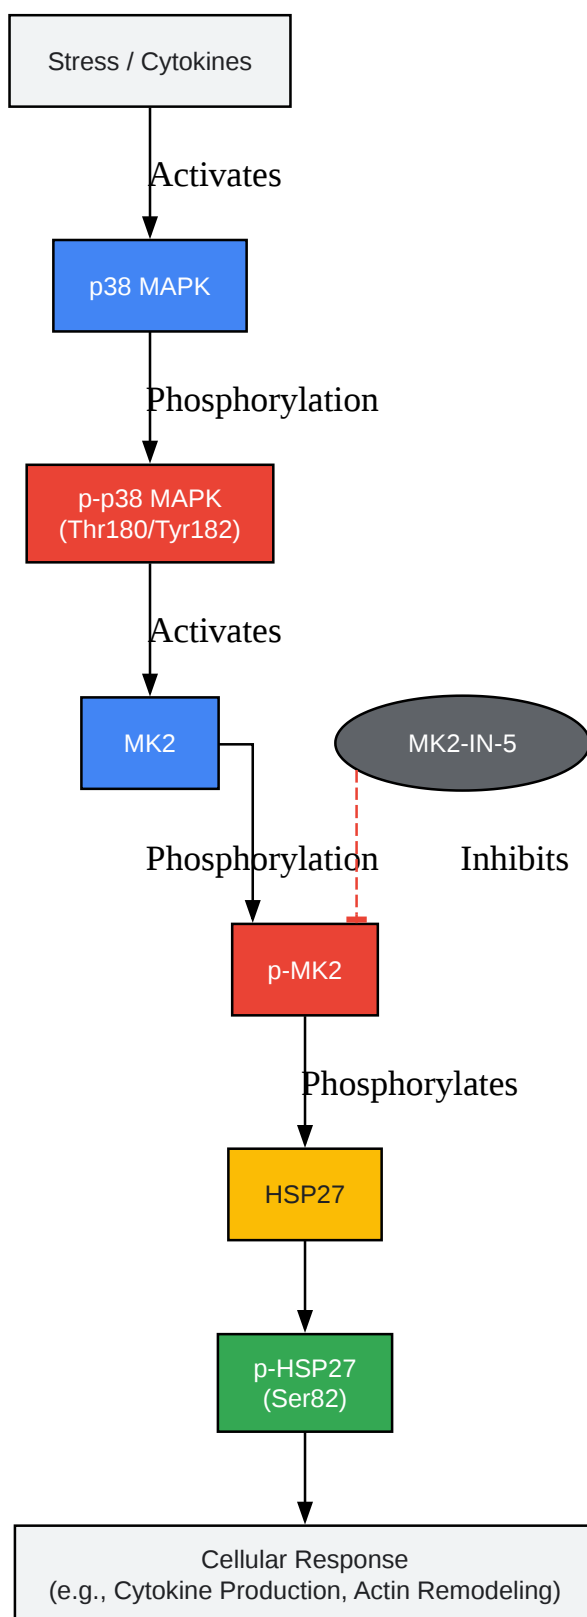 Stress / Cytokines
Activates
p38 MAPK
Phosphorylation
p-p38 MAPK
(Thr180/Tyr182)
Activates
MK2
MK2-IN-5
Phosphorylation
Inhibits
p-MK2
Phosphorylates
HSP27
p-HSP27
(Ser82)
Cellular Response
(e.g., Cytokine Production, Actin Remodeling)